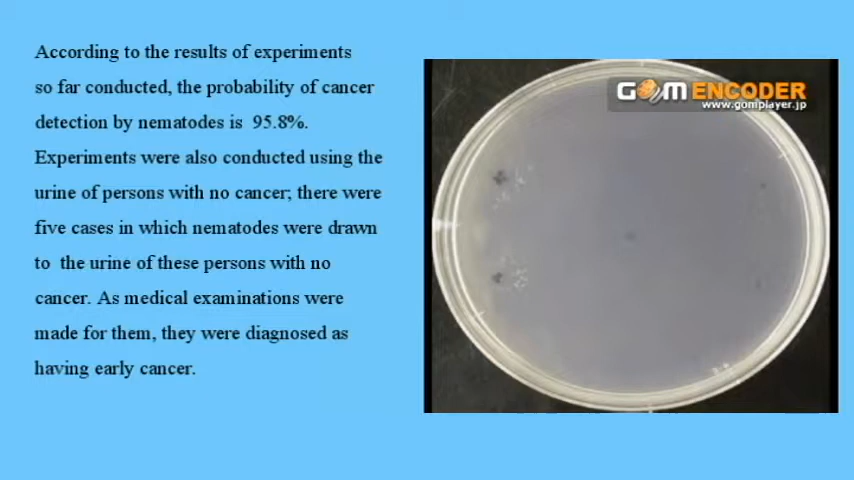 According to the results of experiments
so far conducted, the probability of cancer
detection by nematodes is 95.8%.
Experiments were also conducted using the
urine of persons with no cancer; there were
five cases in which nematodes were drawn
to the urine of these persons with no
cancer. As medical examinations were
made for them, they were diagnosed as
having early cancer.
GOM ENCODER
www.gomplayer.jp